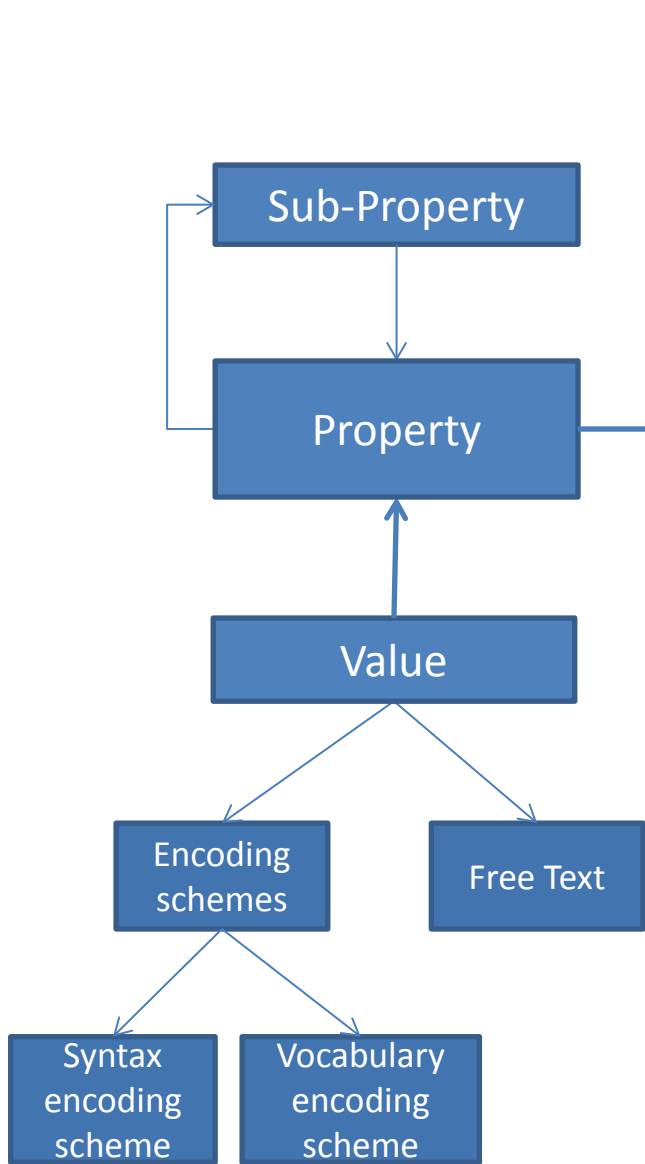 Sub-Property
Property
Value
Encoding
schemes
Free Text
Syntax
encoding
scheme
Vocabulary
encoding
scheme